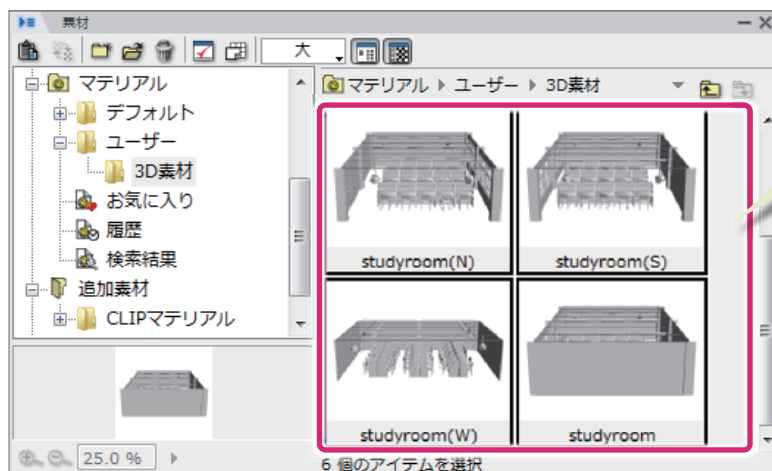 素材
大
マテリアル
デフォルト
ユーザー
3D素材
お気に入り
履歴
検索結果
追加素材
CLIPマテリアル
25.0 %
マテリアル ユーザー 3D素材
studyroom(N) studyroom(S)
studyroom(W) studyroom
6 個のアイテムを選択